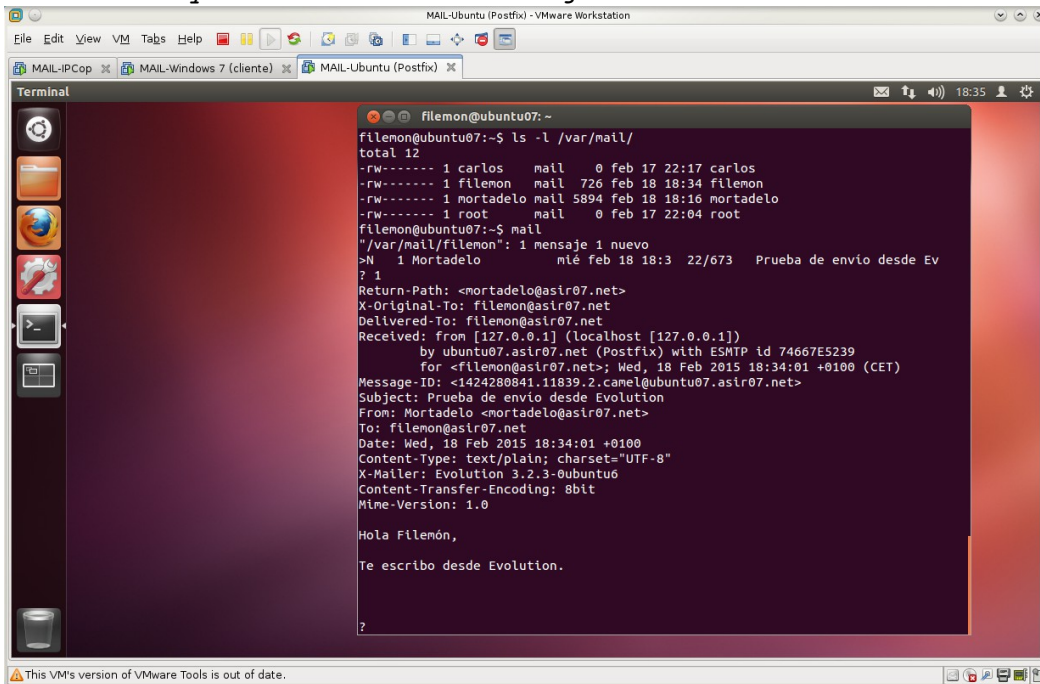 MAIL-Ubuntu (Postfix) - VMware Workstation
File Edit View VM Tabs Help
MAIL-IPCop MAIL-Windows 7 (cliente) MAIL-Ubuntu (Postfix)
Terminal 18:35
filemon@ubuntu07: ~
filemon@ubuntu07:~$ ls -l /var/mail/
total 12
-rw------- 1 carlos mail 0 feb 17 22:17 carlos
-rw------- 1 filemon mail 726 feb 18 18:34 filemon
-rw------- 1 mortadelo mail 5894 feb 18 18:16 mortadelo
-rw------- 1 root mail 0 feb 17 22:04 root
filemon@ubuntu07:~$ mail
"/var/mail/filemon": 1 mensaje 1 nuevo
>N 1 Mortadelo mié feb 18 18:3 22/673 Prueba de envio desde Ev
? 1
Return-Path: <mortadelo@asir07.net>
X-Original-To: filemon@asir07.net
Delivered-To: filemon@asir07.net
Received: from [127.0.0.1] (localhost [127.0.0.1])
by ubuntu07.asir07.net (Postfix) with ESMTP id 74667E5239
for <filemon@asir07.net>; Wed, 18 Feb 2015 18:34:01 +0100 (CET)
Message-ID: <1424280841.11839.2.camel@ubuntu07.asir07.net>
Subject: Prueba de envio desde Evolution
From: Mortadelo <mortadelo@asir07.net>
To: filemon@asir07.net
Date: Wed, 18 Feb 2015 18:34:01 +0100
Content-Type: text/plain; charset="UTF-8"
X-Mailer: Evolution 3.2.3-0ubuntu6
Content-Transfer-Encoding: 8bit
Mime-Version: 1.0
Hola Filemón,
Te escribo desde Evolution.
?
This VM's version of VMware Tools is out of date.